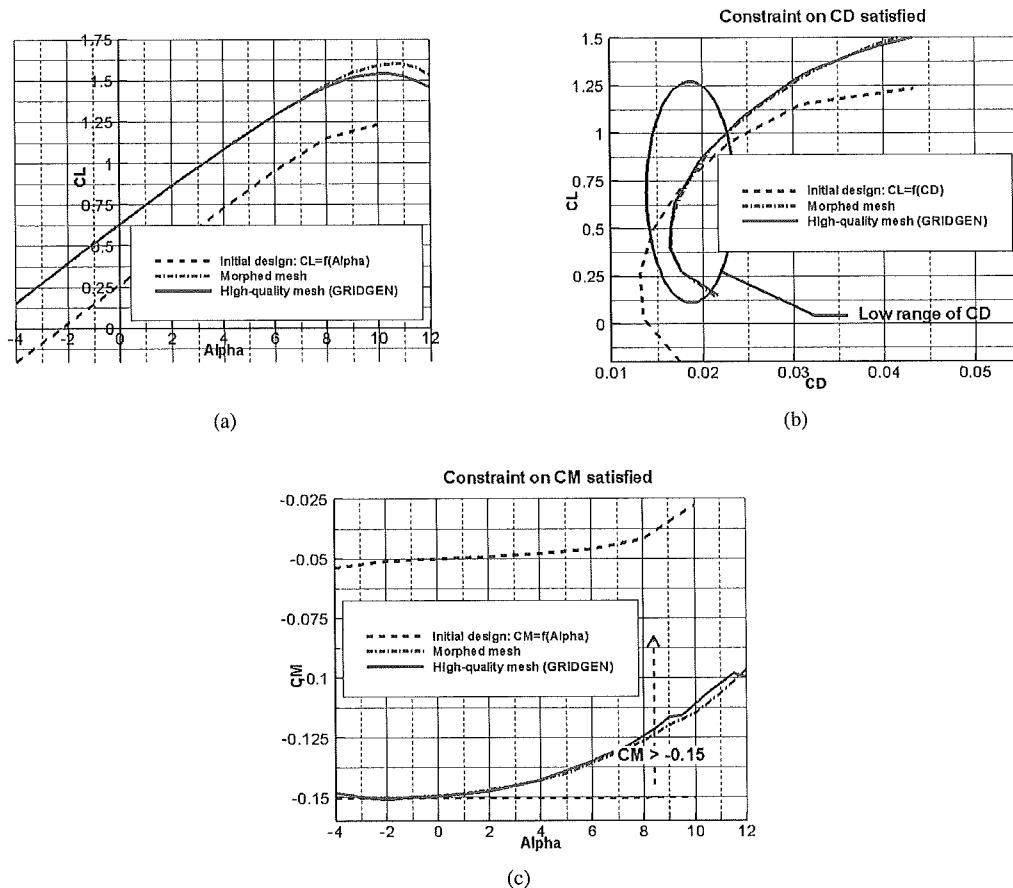 1.75
1.5
1.25
1
CL
0.75
0.5
0.25
0
-4 -2 0 2 4 6 8 10 12
Alpha
Initial design: CL=f(Alpha)
Morphed mesh
High-quality mesh (GRIDGEN)
(a)
Constraint on CD satisfied
1.5
1.25
1
CL
0.75
0.5
0.25
0
Initial design: CL=f(CD)
Morphed mesh
High-quality mesh (GRIDGEN)
Low range of CD
0.01 0.02 0.03 0.04 0.05
CD
(b)
Constraint on CM satisfied
-0.025
-0.05
-0.075
CM
-0.1
-0.125
-0.15
Initial design: CM=f(Alpha)
Morphed mesh
High-quality mesh (GRIDGEN)
CM > -0.15
-4 -2 0 2 4 6 8 10 12
Alpha
(c)